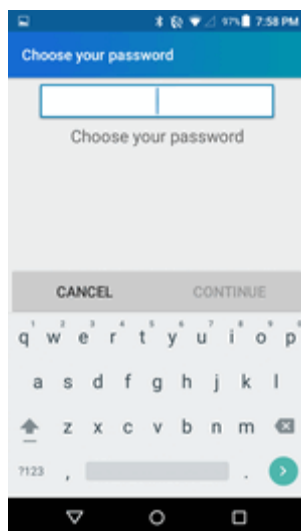 97% 7:58 PM
Choose your password
Choose your password
CANCEL CONTINUE
1 2 3 4 5 6 7 8 9 0
q w e r t y u i o p
a s d f g h j k l
z x c v b n m
?123 , .